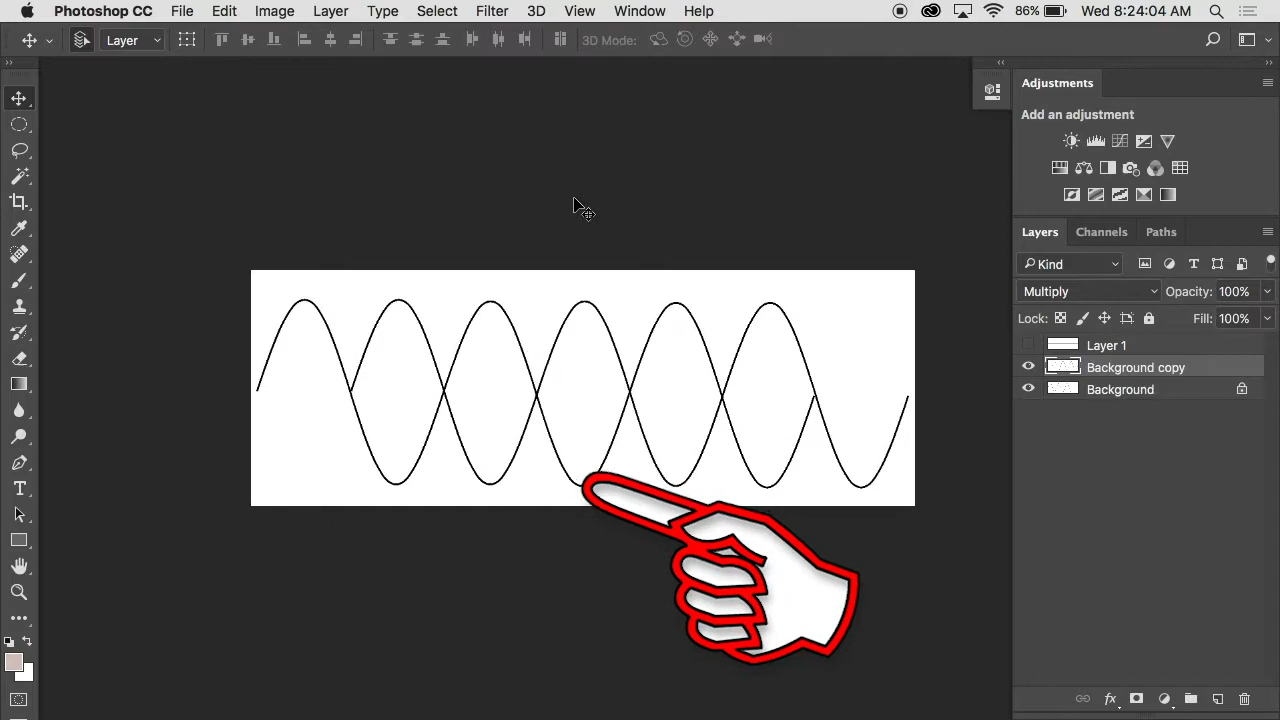 Photoshop CC File Edit Image Layer Type Select Filter 3D View Window Help 86% Wed 8:24:04 AM
Layer 3D Mode:
Adjustments
Add an adjustment
Layers Channels Paths
Kind
Multiply Opacity: 100%
Lock: Fill: 100%
Layer 1
Background copy
Background
T
fx